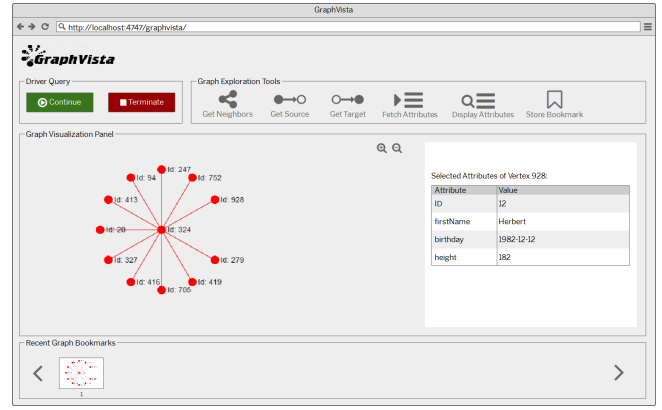 GraphVista
http://localhost:4747/graphvista/
GraphVista
Driver Query
Continue
Terminate
Graph Exploration Tools
Get Neighbors
Get Source
Get Target
Fetch Attributes
Display Attributes
Store Bookmark
Graph Visualization Panel
Id: 247
Id: 94
Id: 752
Id: 413
Id: 928
Id: 28
Id: 324
Id: 327
Id: 279
Id: 416
Id: 419
Id: 705
Selected Attributes of Vertex 928:
Attribute Value
ID 12
firstName Herbert
birthday 1982-12-12
height 182
Recent Graph Bookmarks
1